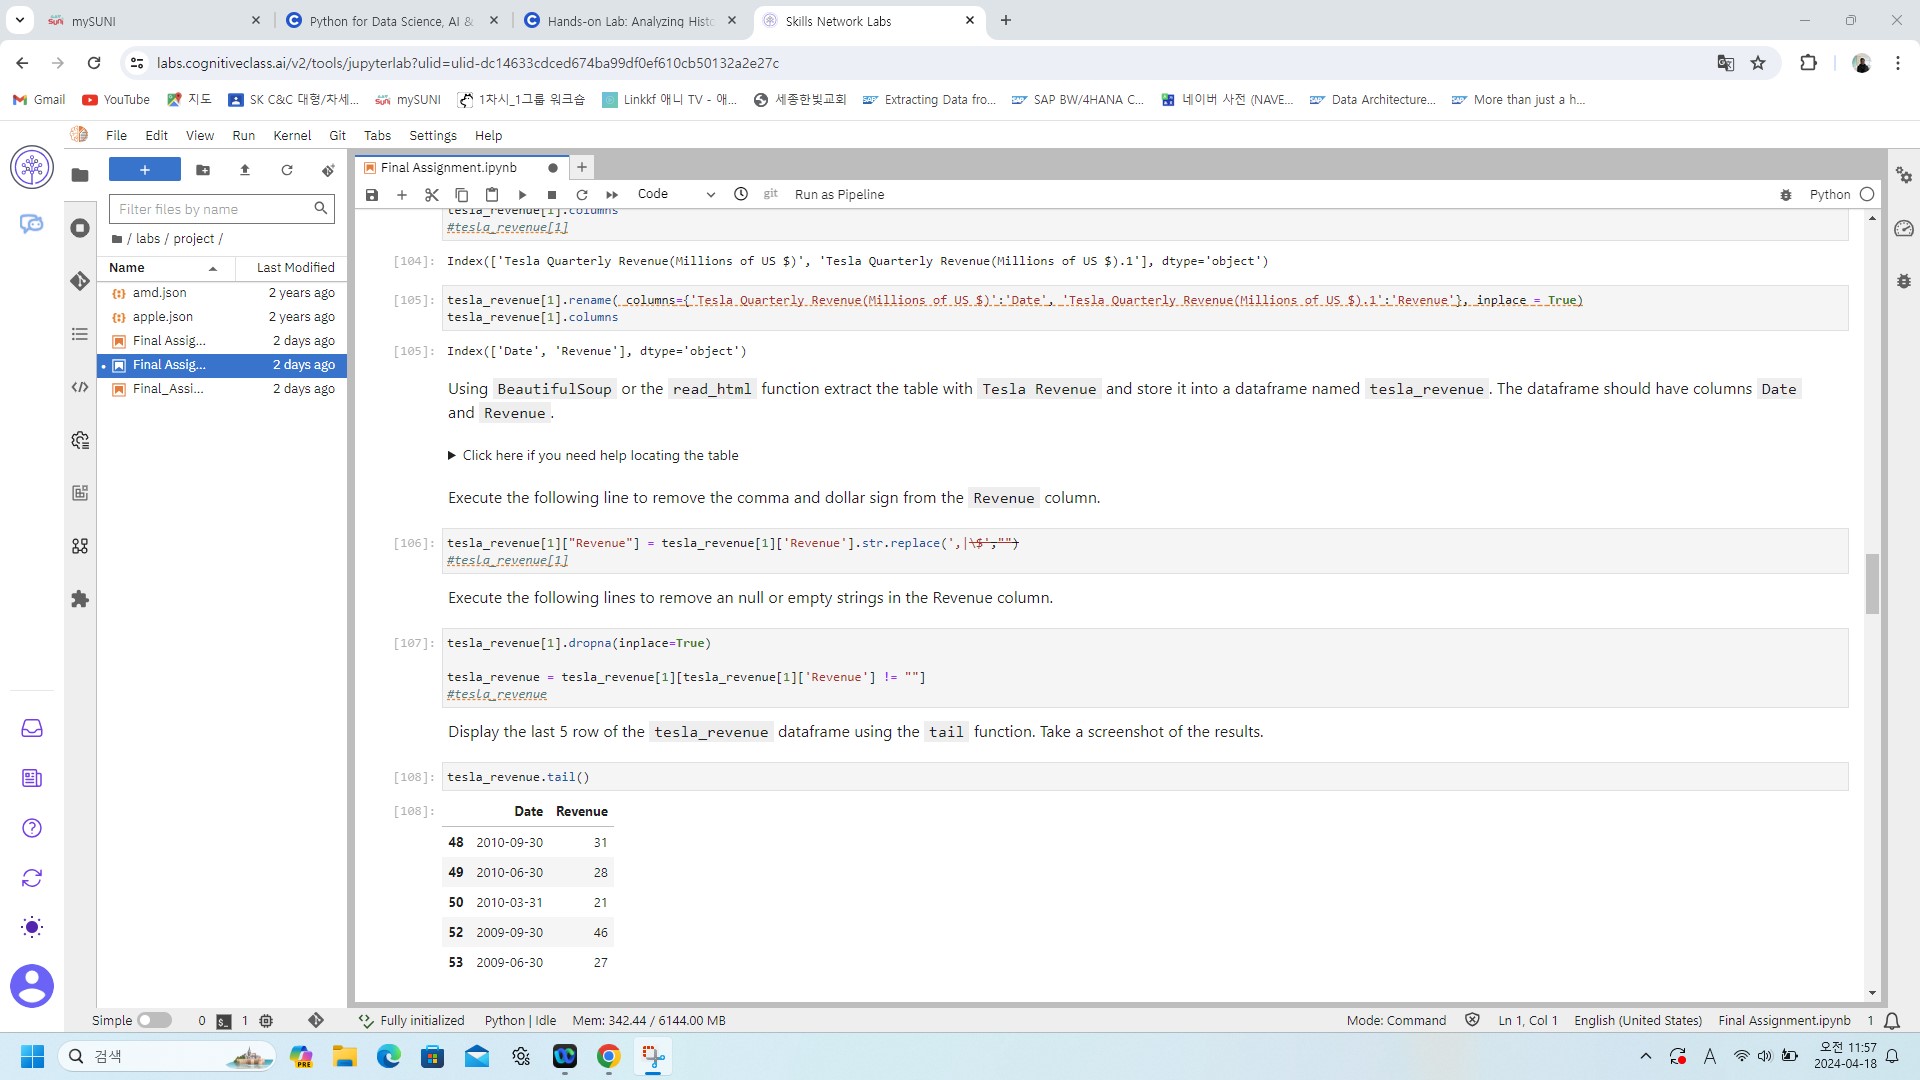 mySUNI
Python for Data Science, AI &
Hands-on Lab: Analyzing Histo
Skills Network Labs
labs.cognitiveclass.ai/v2/tools/jupyterlab?ulid=ulid-dc14633cdced674ba99df0ef610cb50132a2e27c
Gmail
YouTube
지도
SK C&C 대형/차세...
mySUNI
1차시_1그룹 워크숍
Linkkf 애니 TV - 애...
세종한빛교회
Extracting Data fro...
SAP BW/4HANA C...
네이버 사전 (NAVE...
Data Architecture...
More than just a h...
File Edit View Run Kernel Git Tabs Settings Help
Final Assignment.ipynb
Code
git
Run as Pipeline
Python
Filter files by name
/ labs / project /
Name Last Modified
amd.json 2 years ago
apple.json 2 years ago
Final Assig... 2 days ago
Final Assig... 2 days ago
Final_Assi... 2 days ago
tesla_revenue[1].columns
#tesla_revenue[1]
[104]: Index(['Tesla Quarterly Revenue(Millions of US $)', 'Tesla Quarterly Revenue(Millions of US $).1'], dtype='object')
[105]: tesla_revenue[1].rename( columns={'Tesla Quarterly Revenue(Millions of US $)':'Date', 'Tesla Quarterly Revenue(Millions of US $).1':'Revenue'}, inplace = True)
tesla_revenue[1].columns
[105]: Index(['Date', 'Revenue'], dtype='object')
Using BeautifulSoup or the read_html function extract the table with Tesla Revenue and store it into a dataframe named tesla_revenue. The dataframe should have columns Date
and Revenue.
Click here if you need help locating the table
Execute the following line to remove the comma and dollar sign from the Revenue column.
[106]: tesla_revenue[1]["Revenue"] = tesla_revenue[1]['Revenue'].str.replace(',|\$',"")
#tesla_revenue[1]
Execute the following lines to remove an null or empty strings in the Revenue column.
[107]: tesla_revenue[1].dropna(inplace=True)
tesla_revenue = tesla_revenue[1][tesla_revenue[1]['Revenue'] != ""]
#tesla_revenue
Display the last 5 row of the tesla_revenue dataframe using the tail function. Take a screenshot of the results.
[108]: tesla_revenue.tail()
[108]: Date Revenue
48 2010-09-30 31
49 2010-06-30 28
50 2010-03-31 21
52 2009-09-30 46
53 2009-06-30 27
Simple
0
1
Fully initialized
Python | Idle
Mem: 342.44 / 6144.00 MB
Mode: Command
Ln 1, Col 1
English (United States)
Final Assignment.ipynb
1
검색
PRE
A
오전 11:57
2024-04-18